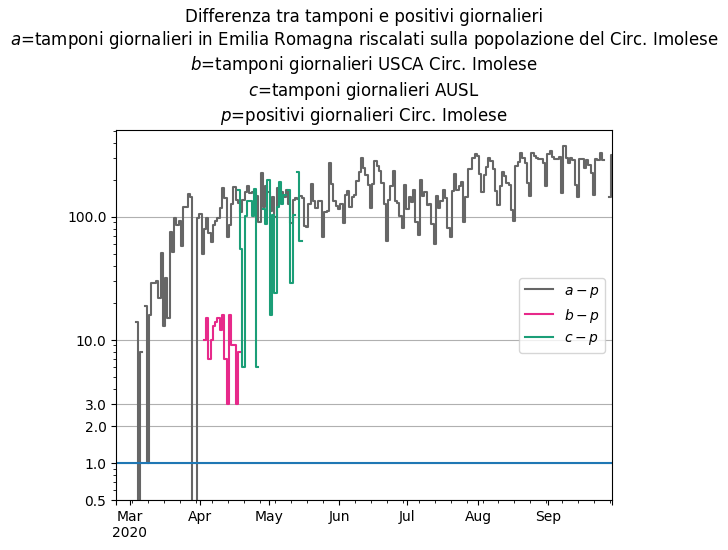 Differenza tra tamponi e positivi giornalieri
a=tamponi giornalieri in Emilia Romagna riscalati sulla popolazione del Circ. Imolese
b=tamponi giornalieri USCA Circ. Imolese
c=tamponi giornalieri AUSL
p=positivi giornalieri Circ. Imolese
100.0
10.0
3.0
2.0
1.0
0.5
a − p
b − p
c − p
Mar Apr May Jun Jul Aug Sep
2020